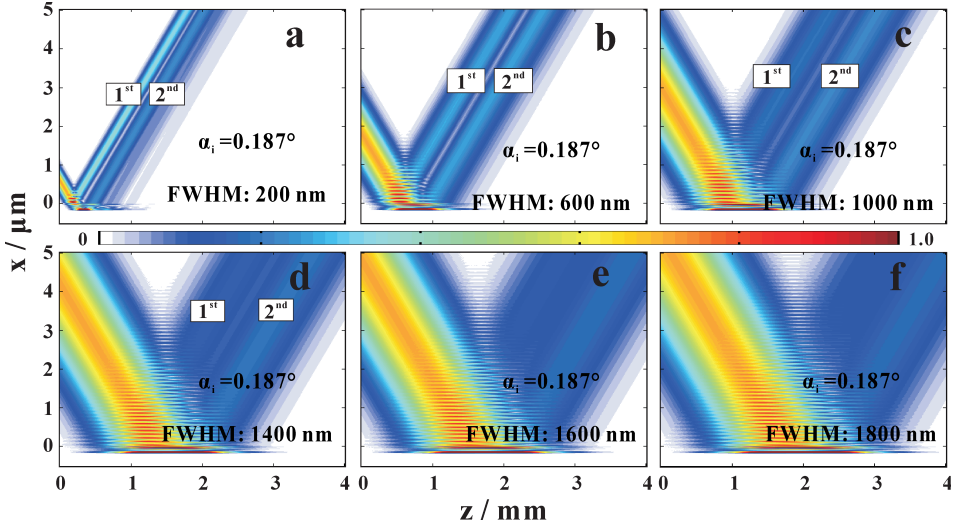 5
4
3
2
1
0
a
1st
2nd
αi=0.187°
FWHM: 200 nm
b
1st
2nd
αi=0.187°
FWHM: 600 nm
c
1st
2nd
αi=0.187°
FWHM: 1000 nm
0
1.0
x / μm
5
4
3
2
1
0
d
1st
2nd
αi=0.187°
FWHM: 1400 nm
e
αi=0.187°
FWHM: 1600 nm
f
αi=0.187°
FWHM: 1800 nm
0 1 2 3 4
1 2 3 4
1 2 3 4
z / mm